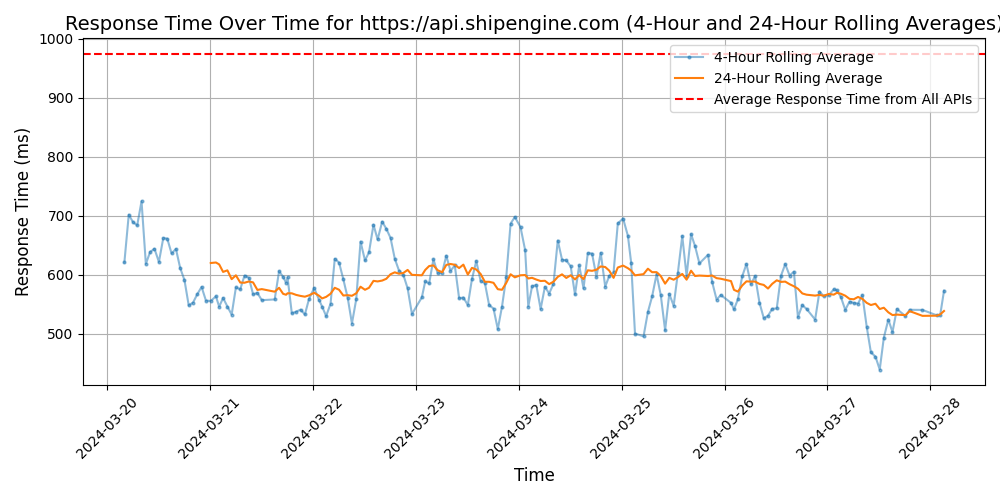 Response Time Over Time for https://api.shipengine.com (4-Hour and 24-Hour Rolling Averages)
4-Hour Rolling Average
24-Hour Rolling Average
Average Response Time from All APIs
Response Time (ms)
1000
900
800
700
600
500
2024-03-20
2024-03-21
2024-03-22
2024-03-23
2024-03-24
2024-03-25
2024-03-26
2024-03-27
2024-03-28
Time